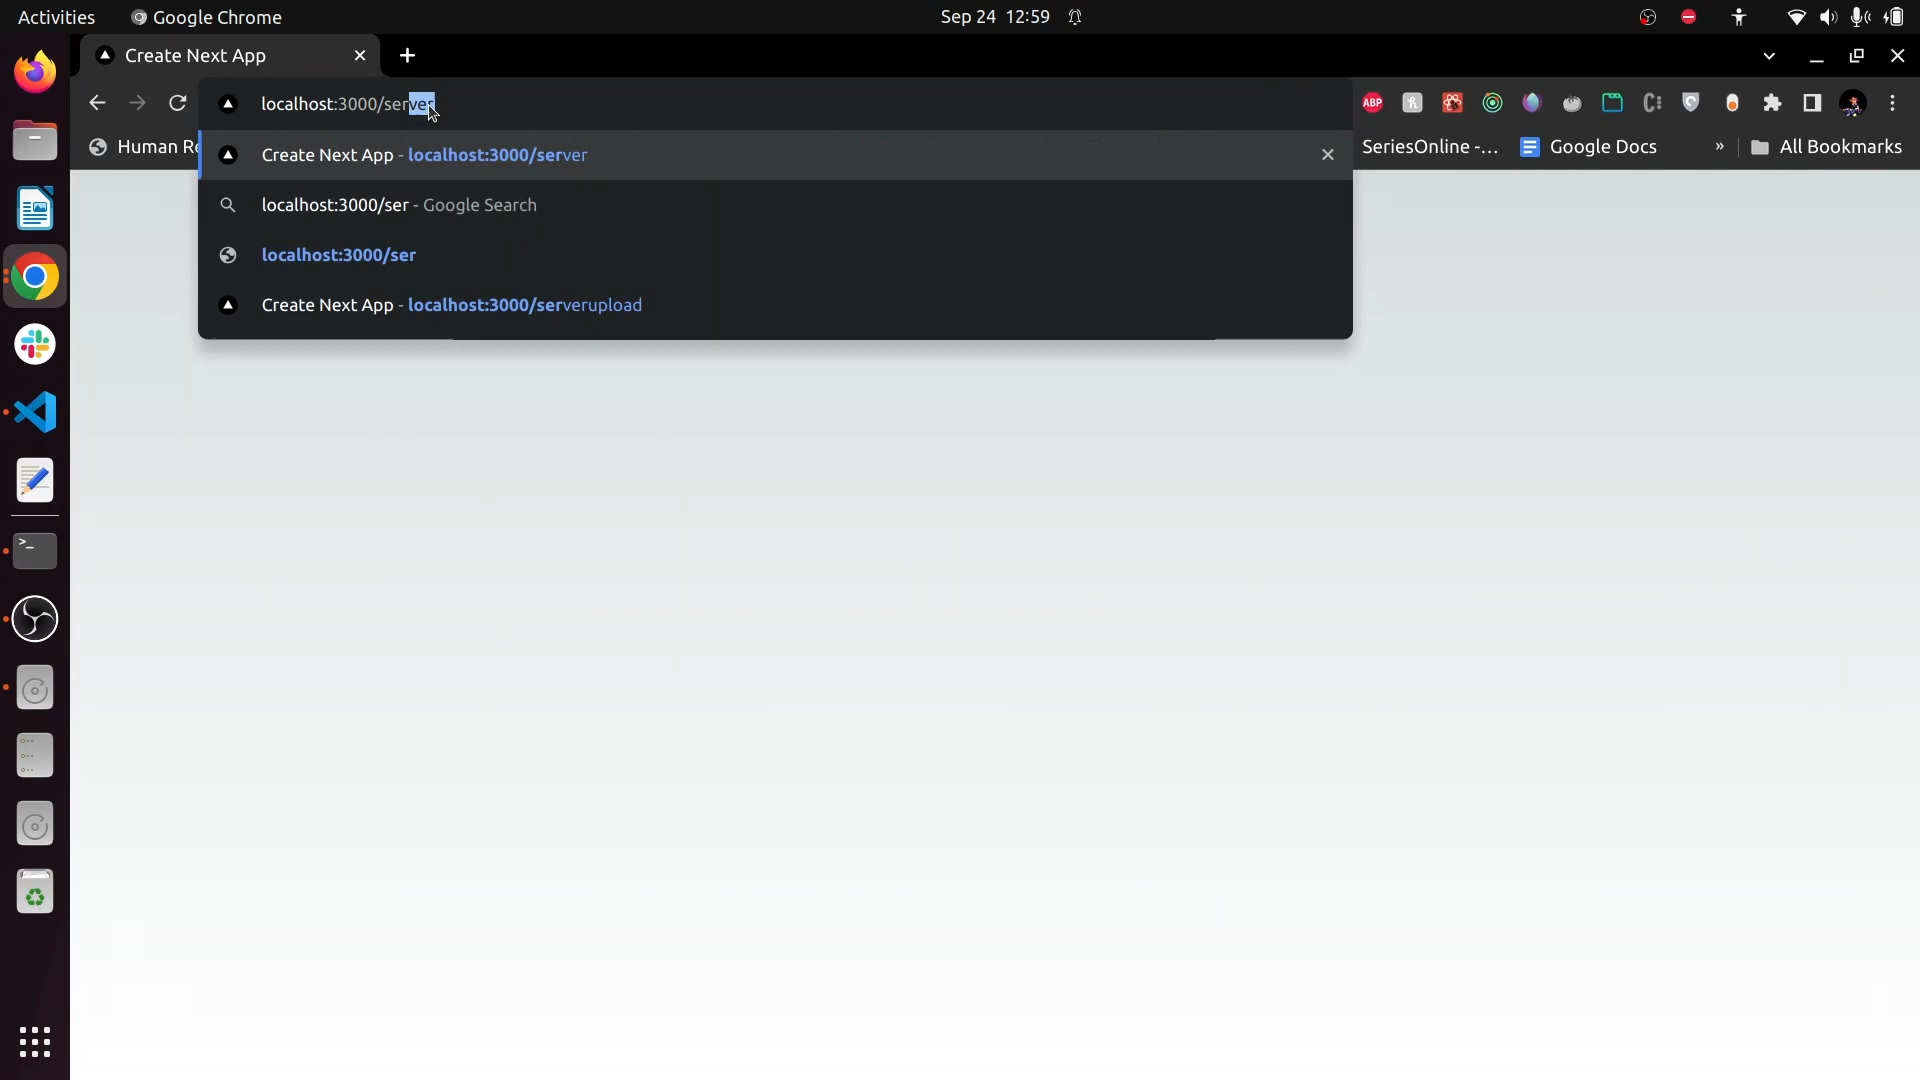 Activities Google Chrome Sep 24 12:59
Create Next App
localhost:3000/server
ABP
Human Re SeriesOnline -... Google Docs » All Bookmarks
Create Next App - localhost:3000/server
localhost:3000/ser - Google Search
localhost:3000/ser
Create Next App - localhost:3000/serverupload